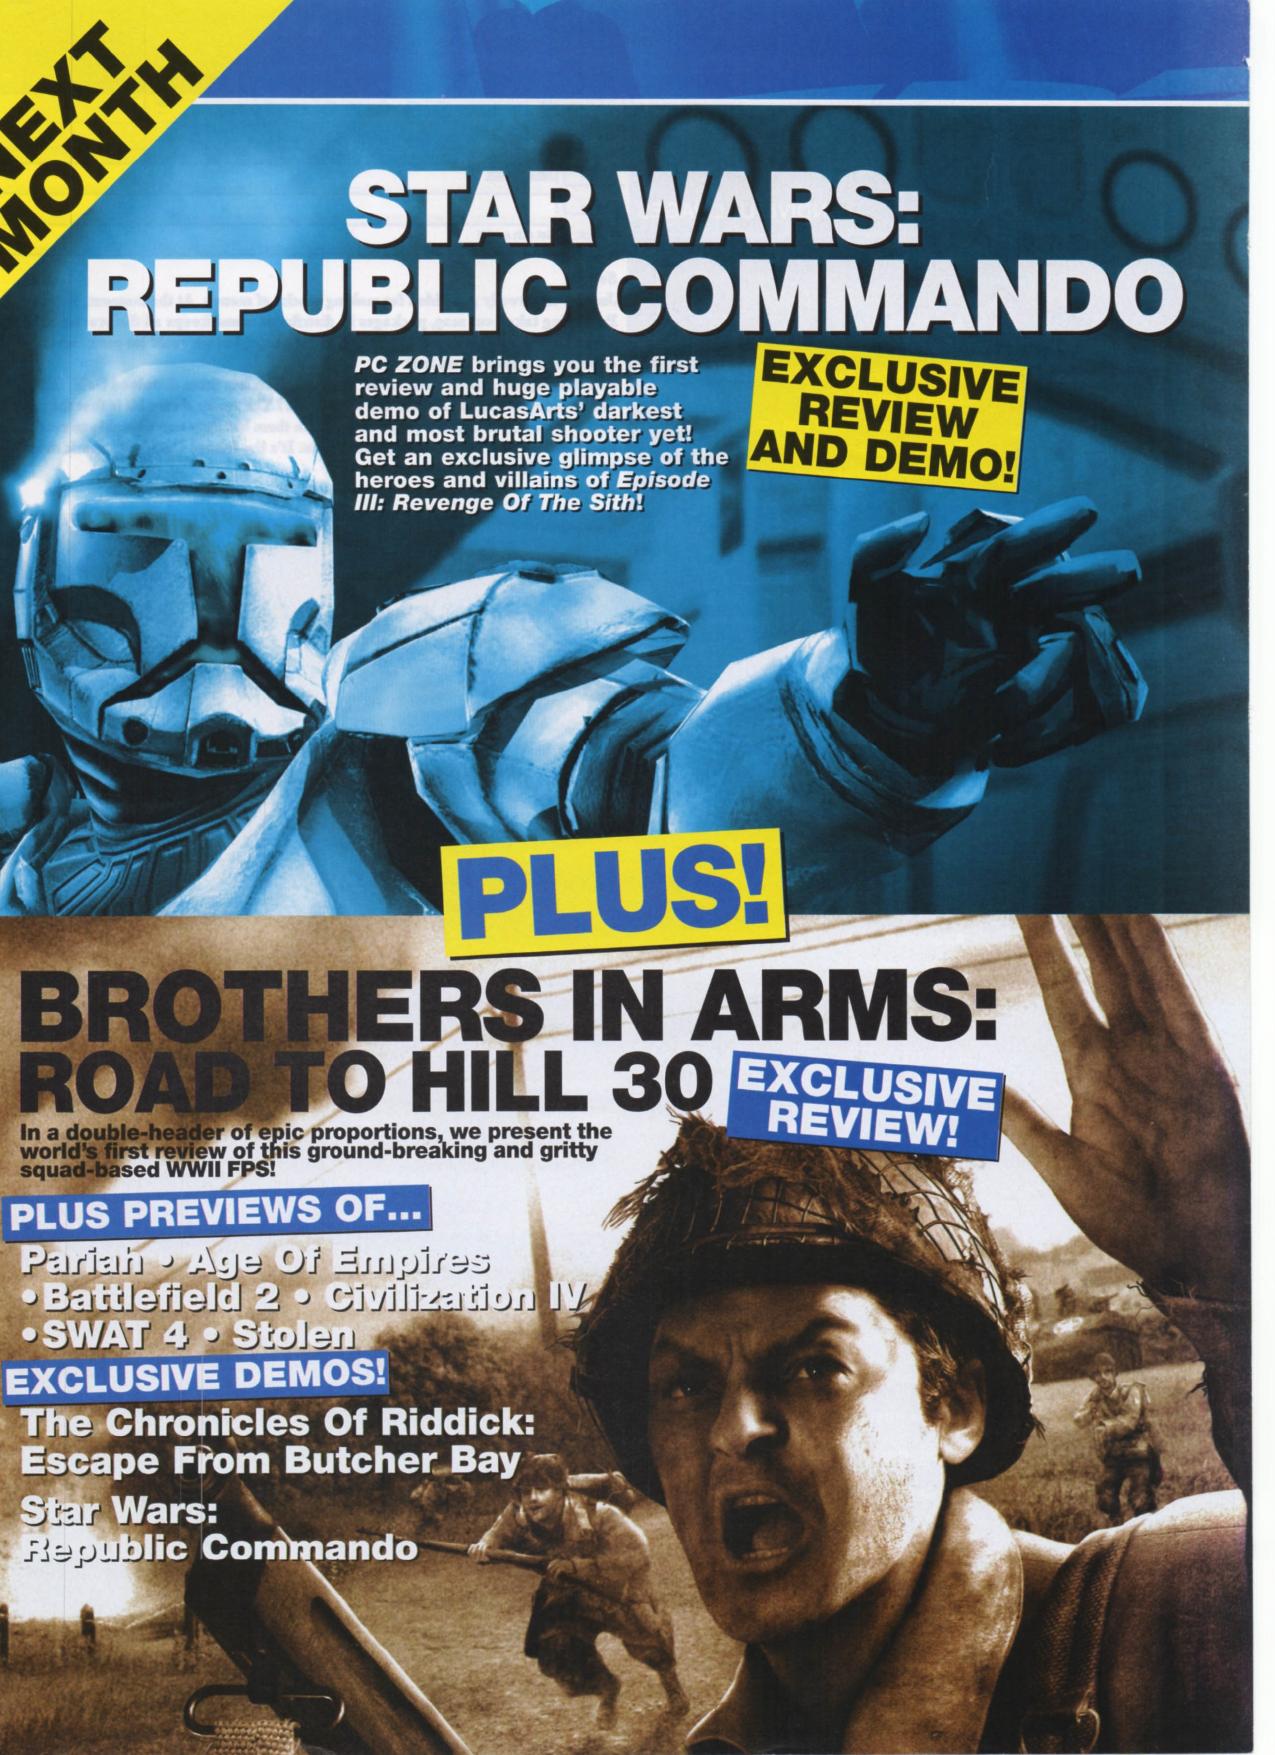 NEXT
MONTH
STAR WARS:
REPUBLIC COMMANDO
PC ZONE brings you the first
review and huge playable
demo of LucasArts' darkest
and most brutal shooter yet!
Get an exclusive glimpse of the
heroes and villains of Episode
III: Revenge Of The Sith!
EXCLUSIVE
REVIEW
AND DEMO!
PLUS!
BROTHERS IN ARMS:
ROAD TO HILL 30
EXCLUSIVE
REVIEW!
In a double-header of epic proportions, we present the
world's first review of this ground-breaking and gritty
squad-based WWII FPS!
PLUS PREVIEWS OF...
Pariah • Age Of Empires
• Battlefield 2 • Civilization IV
• SWAT 4 • Stolen
EXCLUSIVE DEMOS!
The Chronicles Of Riddick:
Escape From Butcher Bay
Star Wars:
Republic Commando